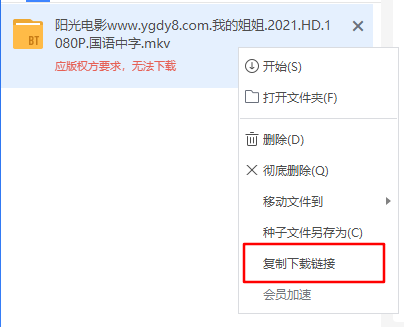 阳光电影www.ygdy8.com.我的姐姐.2021.HD.1
080P.国语中字.mkv
BT
应版权方要求，无法下载
开始(S)
打开文件夹(F)
删除(D)
彻底删除(Q)
移动文件到
种子文件另存为(C)
复制下载链接
会员加速